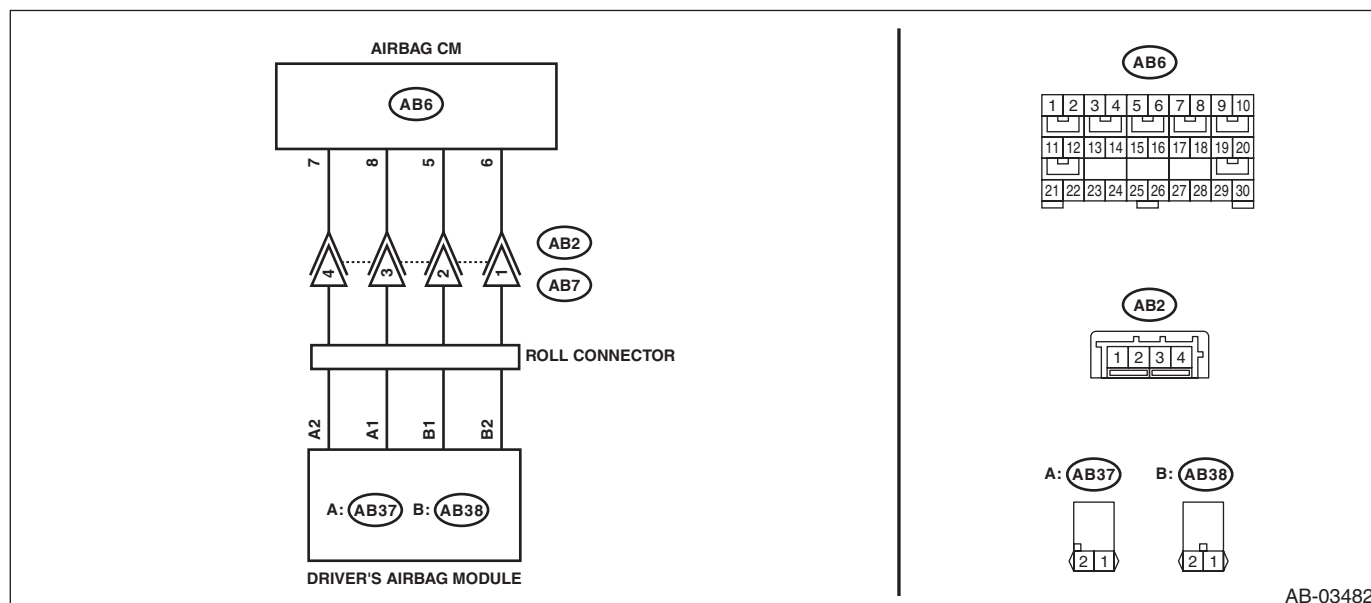 AIRBAG CM
AB6
7 8 5 6
4 3 2 1
AB2
AB7
ROLL CONNECTOR
A2 A1 B1 B2
A: AB37 B: AB38
DRIVER'S AIRBAG MODULE
AB6
1 2 3 4 5 6 7 8 9 10
11 12 13 14 15 16 17 18 19 20
21 22 23 24 25 26 27 28 29 30
AB2
1 2 3 4
A: AB37 B: AB38
2 1 2 1
AB-03482